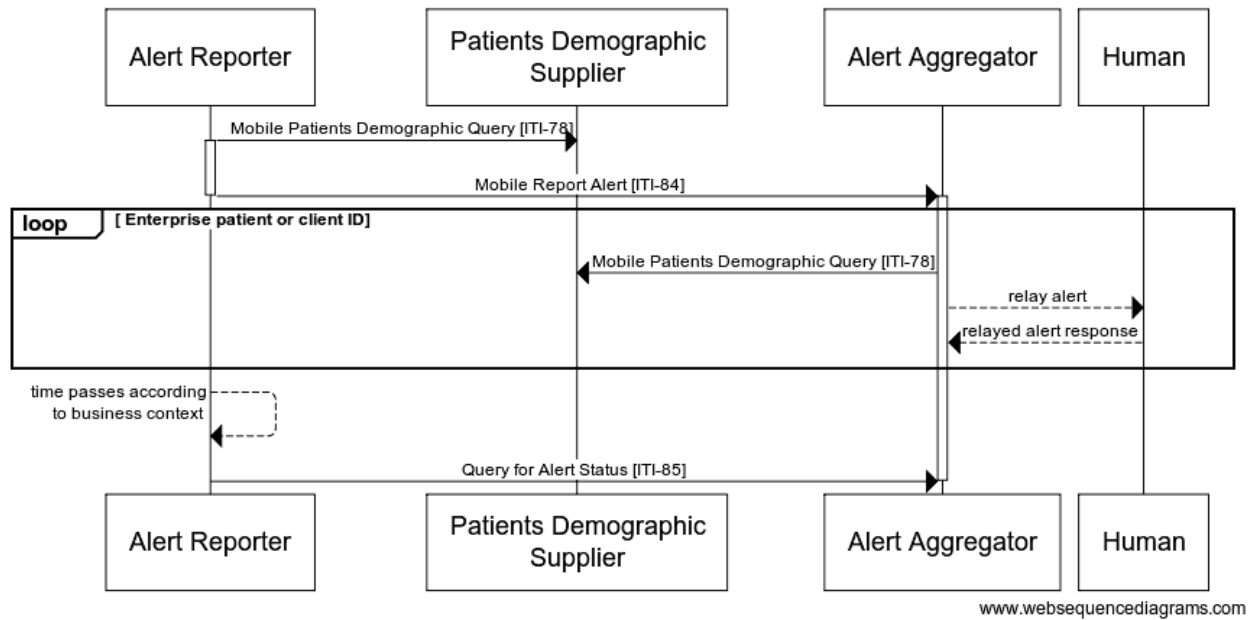 Alert Reporter
Patients Demographic
Supplier
Alert Aggregator
Human
Mobile Patients Demographic Query [ITI-78]
Mobile Report Alert [ITI-84]
loop
[ Enterprise patient or client ID]
Mobile Patients Demographic Query [ITI-78]
relay alert
relayed alert response
time passes according
to business context
Query for Alert Status [ITI-85]
Alert Reporter
Patients Demographic
Supplier
Alert Aggregator
Human
www.websequencediagrams.com